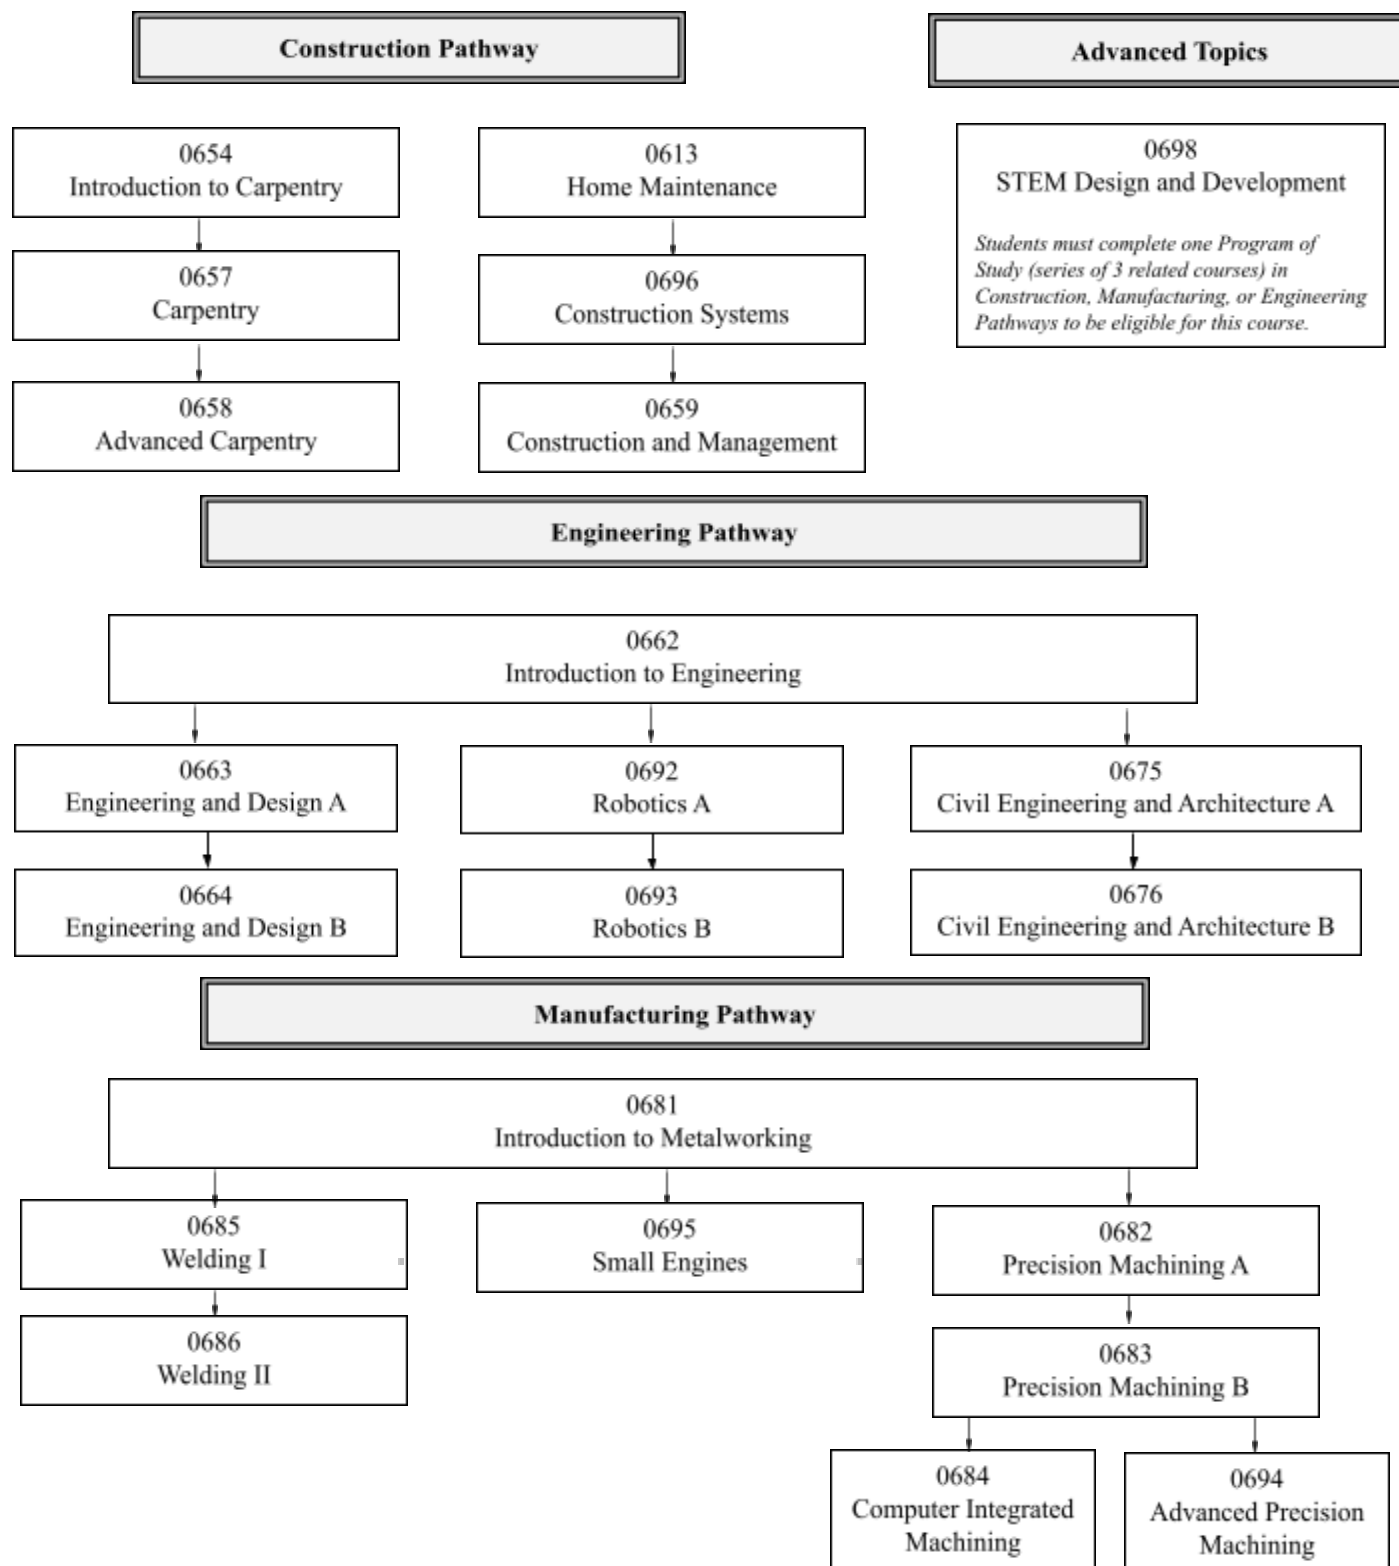 Construction Pathway
Advanced Topics
0654
Introduction to Carpentry
0657
Carpentry
0658
Advanced Carpentry
0613
Home Maintenance
0696
Construction Systems
0659
Construction and Management
0698
STEM Design and Development
Students must complete one Program of
Study (series of 3 related courses) in
Construction, Manufacturing, or Engineering
Pathways to be eligible for this course.
Engineering Pathway
0662
Introduction to Engineering
0663
Engineering and Design A
0664
Engineering and Design B
0692
Robotics A
0693
Robotics B
0675
Civil Engineering and Architecture A
0676
Civil Engineering and Architecture B
Manufacturing Pathway
0681
Introduction to Metalworking
0685
Welding I
0686
Welding II
0695
Small Engines
0682
Precision Machining A
0683
Precision Machining B
0684
Computer Integrated
Machining
0694
Advanced Precision
Machining